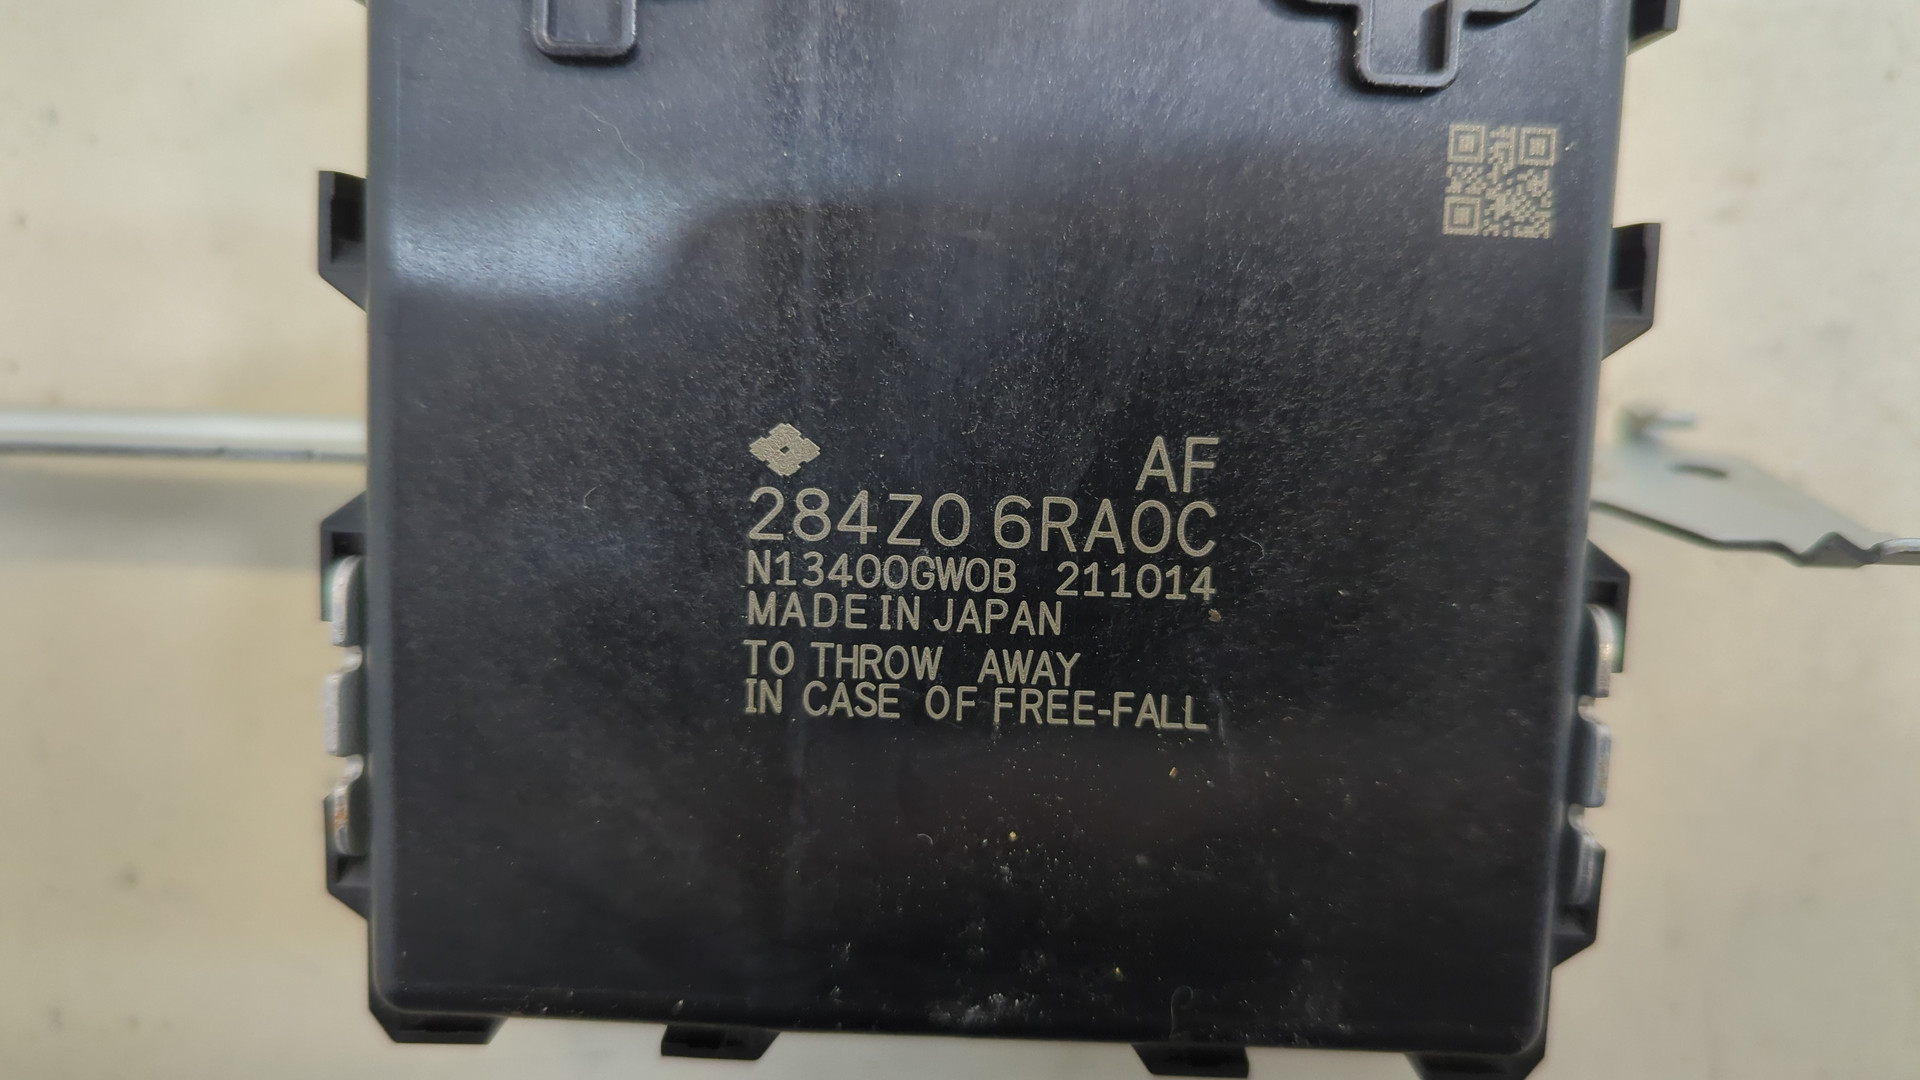 AF
284Z0 6RA0C
N13400GW0B 211014
MADE IN JAPAN
TO THROW AWAY
IN CASE OF FREE-FALL